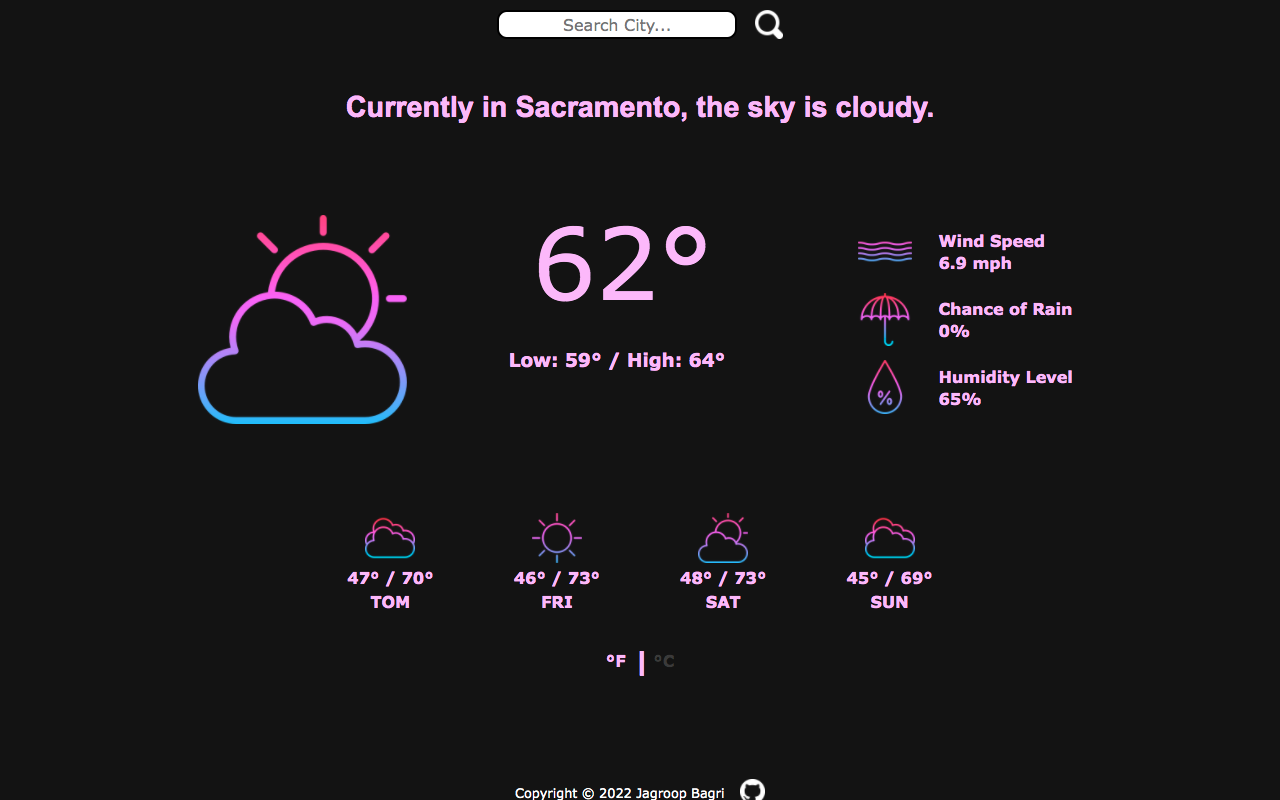 Search City...
Currently in Sacramento, the sky is cloudy.
62°
Low: 59° / High: 64°
Wind Speed
6.9 mph
Chance of Rain
0%
%
Humidity Level
65%
47° / 70°
TOM
46° / 73°
FRI
48° / 73°
SAT
45° / 69°
SUN
°F | °C
Copyright © 2022 Jagroop Bagri